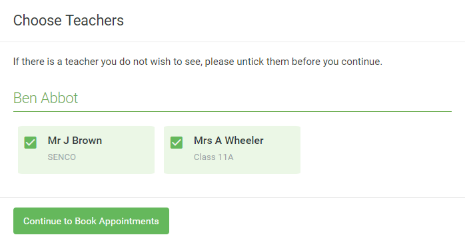 Choose Teachers
If there is a teacher you do not wish to see, please untick them before you continue.
Ben Abbot
Mr J Brown
SENCO
Mrs A Wheeler
Class 11A
Continue to Book Appointments